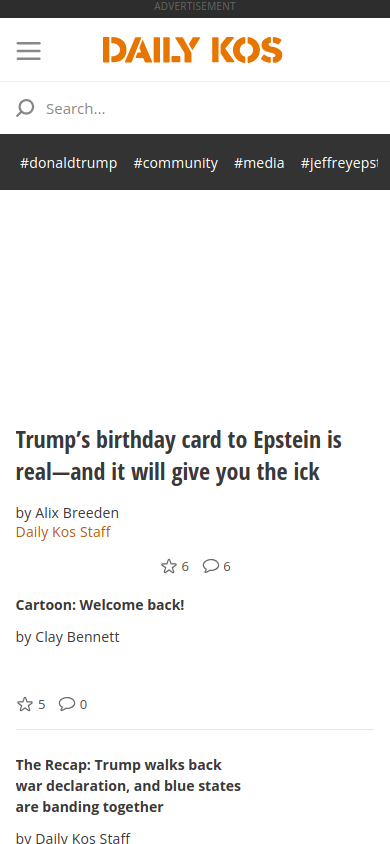 ADVERTISEMENT
DAILY KOS
Search...
#donaldtrump #community #media #jeffreyepst
Trump’s birthday card to Epstein is
real—and it will give you the ick
by Alix Breeden
Daily Kos Staff
6 6
Cartoon: Welcome back!
by Clay Bennett
5 0
The Recap: Trump walks back
war declaration, and blue states
are banding together
by Daily Kos Staff